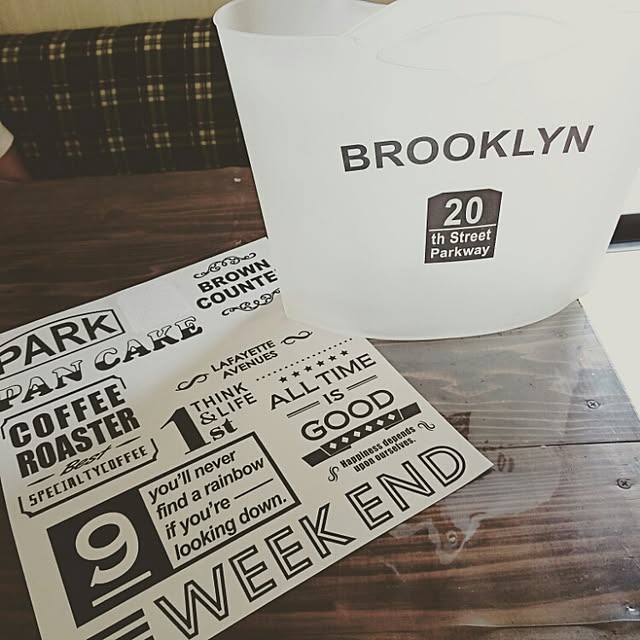 BROOKLYN
20
th Street
Parkway
BROWN
COUNTE
PARK
PAN CAKE
LAFAYETTE
AVENUES
COFFEE
ROASTER
Best
SPECIALTYCOFFEE
1st
THINK
& LIFE
ALL TIME
IS
GOOD
Happiness depends
upon ourselves.
9
you'll never
find a rainbow
if you're
looking down.
WEEK END